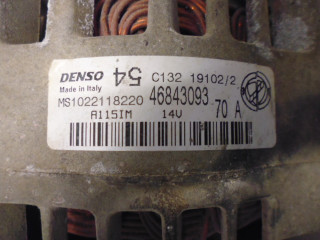 DENSO 54 C132 19102/2
Made in Italy
MS1022118220 46843093 70 A
A115IM 14V